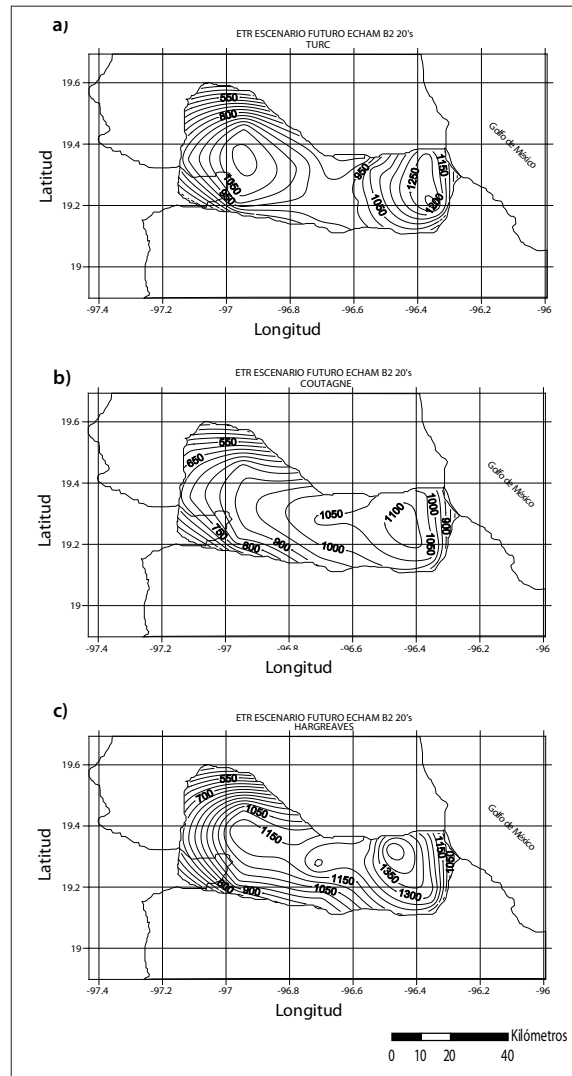 a)
ETR ESCENARIO FUTURO ECHAM B2 20's
TURC
19.6
19.4
19.2
19
Latitud
550
800
1050
950
950
1050
1250
1150
1200
Golfo de México
-97.4 -97.2 -97 -96.8 -96.6 -96.4 -96.2 -96
Longitud
b)
ETR ESCENARIO FUTURO ECHAM B2 20's
COUTAGNE
19.6
19.4
19.2
19
Latitud
550
650
750
800
900
1000
1050
1100
1000
900
1050
Golfo de México
-97.4 -97.2 -97 -96.8 -96.6 -96.4 -96.2 -96
Longitud
c)
ETR ESCENARIO FUTURO ECHAM B2 20's
HARGREAVES
19.6
19.4
19.2
19
Latitud
550
700
1050
1150
800
900
1050
1150
1350
1300
1150
1050
Golfo de México
-97.4 -97.2 -97 -96.8 -96.6 -96.4 -96.2 -96
Longitud
Kilómetros
0 10 20 40